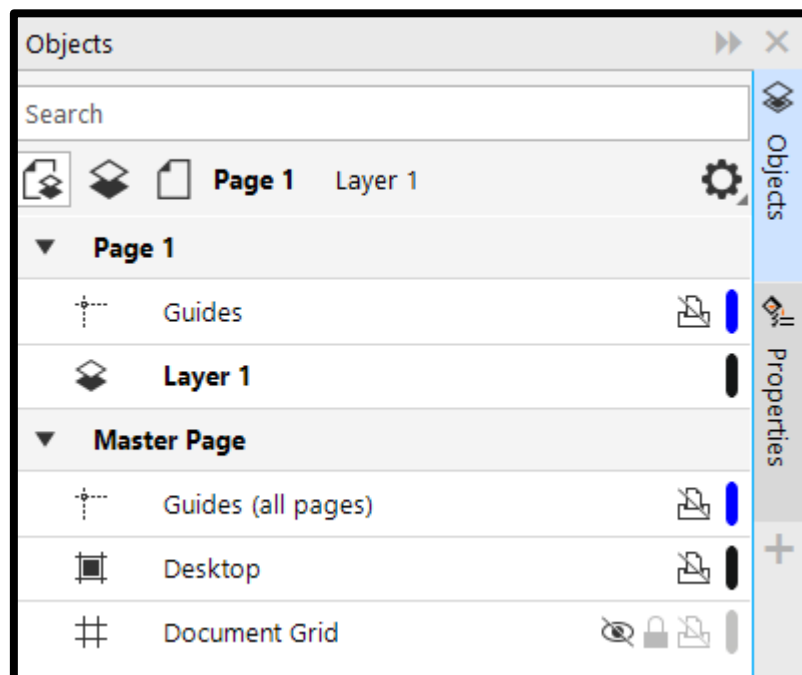 Objects
Search
Page 1 Layer 1
Page 1
Guides
Layer 1
Master Page
Guides (all pages)
Desktop
Document Grid
Objects
Properties